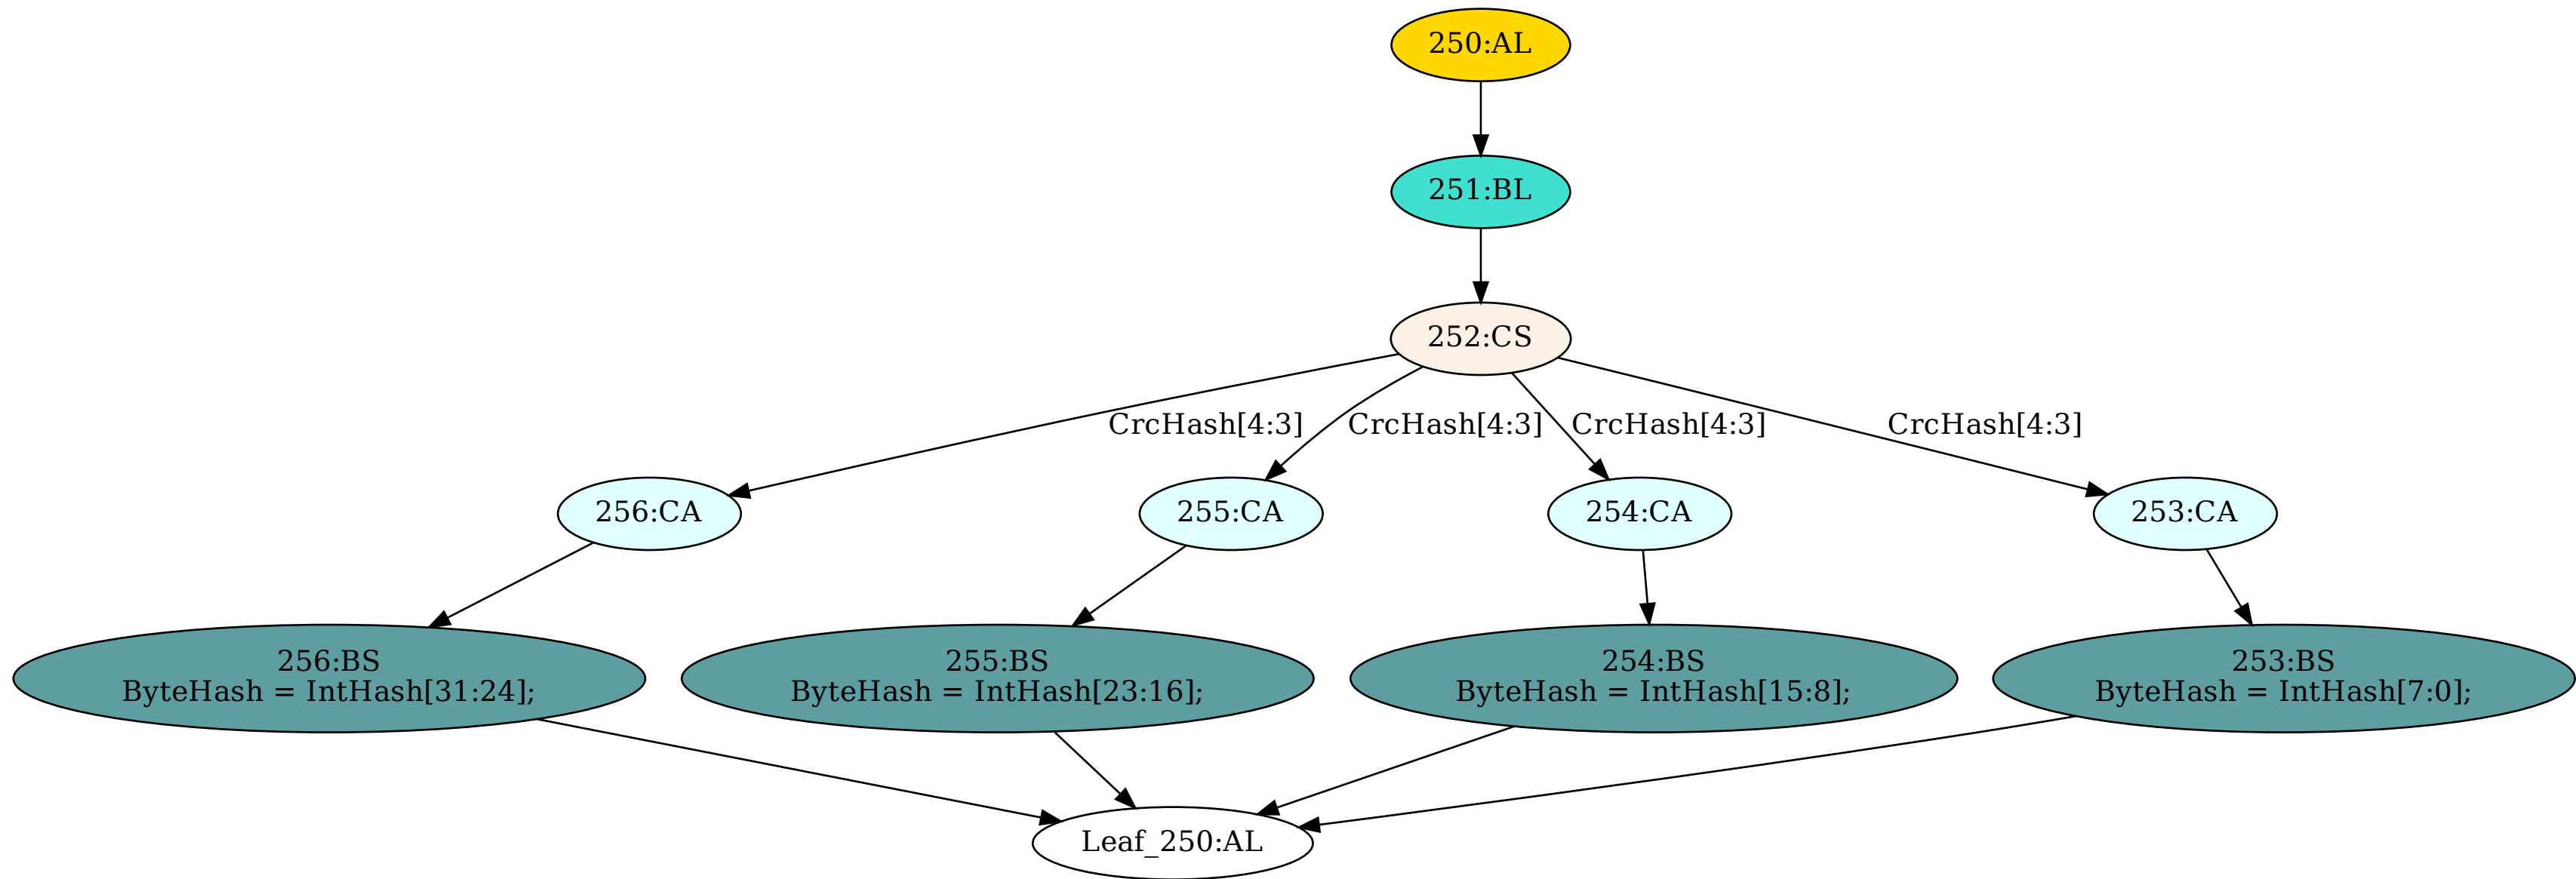 250:AL
251:BL
252:CS
CrcHash[4:3]
CrcHash[4:3]
CrcHash[4:3]
CrcHash[4:3]
256:CA
255:CA
254:CA
253:CA
256:BS
ByteHash = IntHash[31:24];
255:BS
ByteHash = IntHash[23:16];
254:BS
ByteHash = IntHash[15:8];
253:BS
ByteHash = IntHash[7:0];
Leaf_250:AL